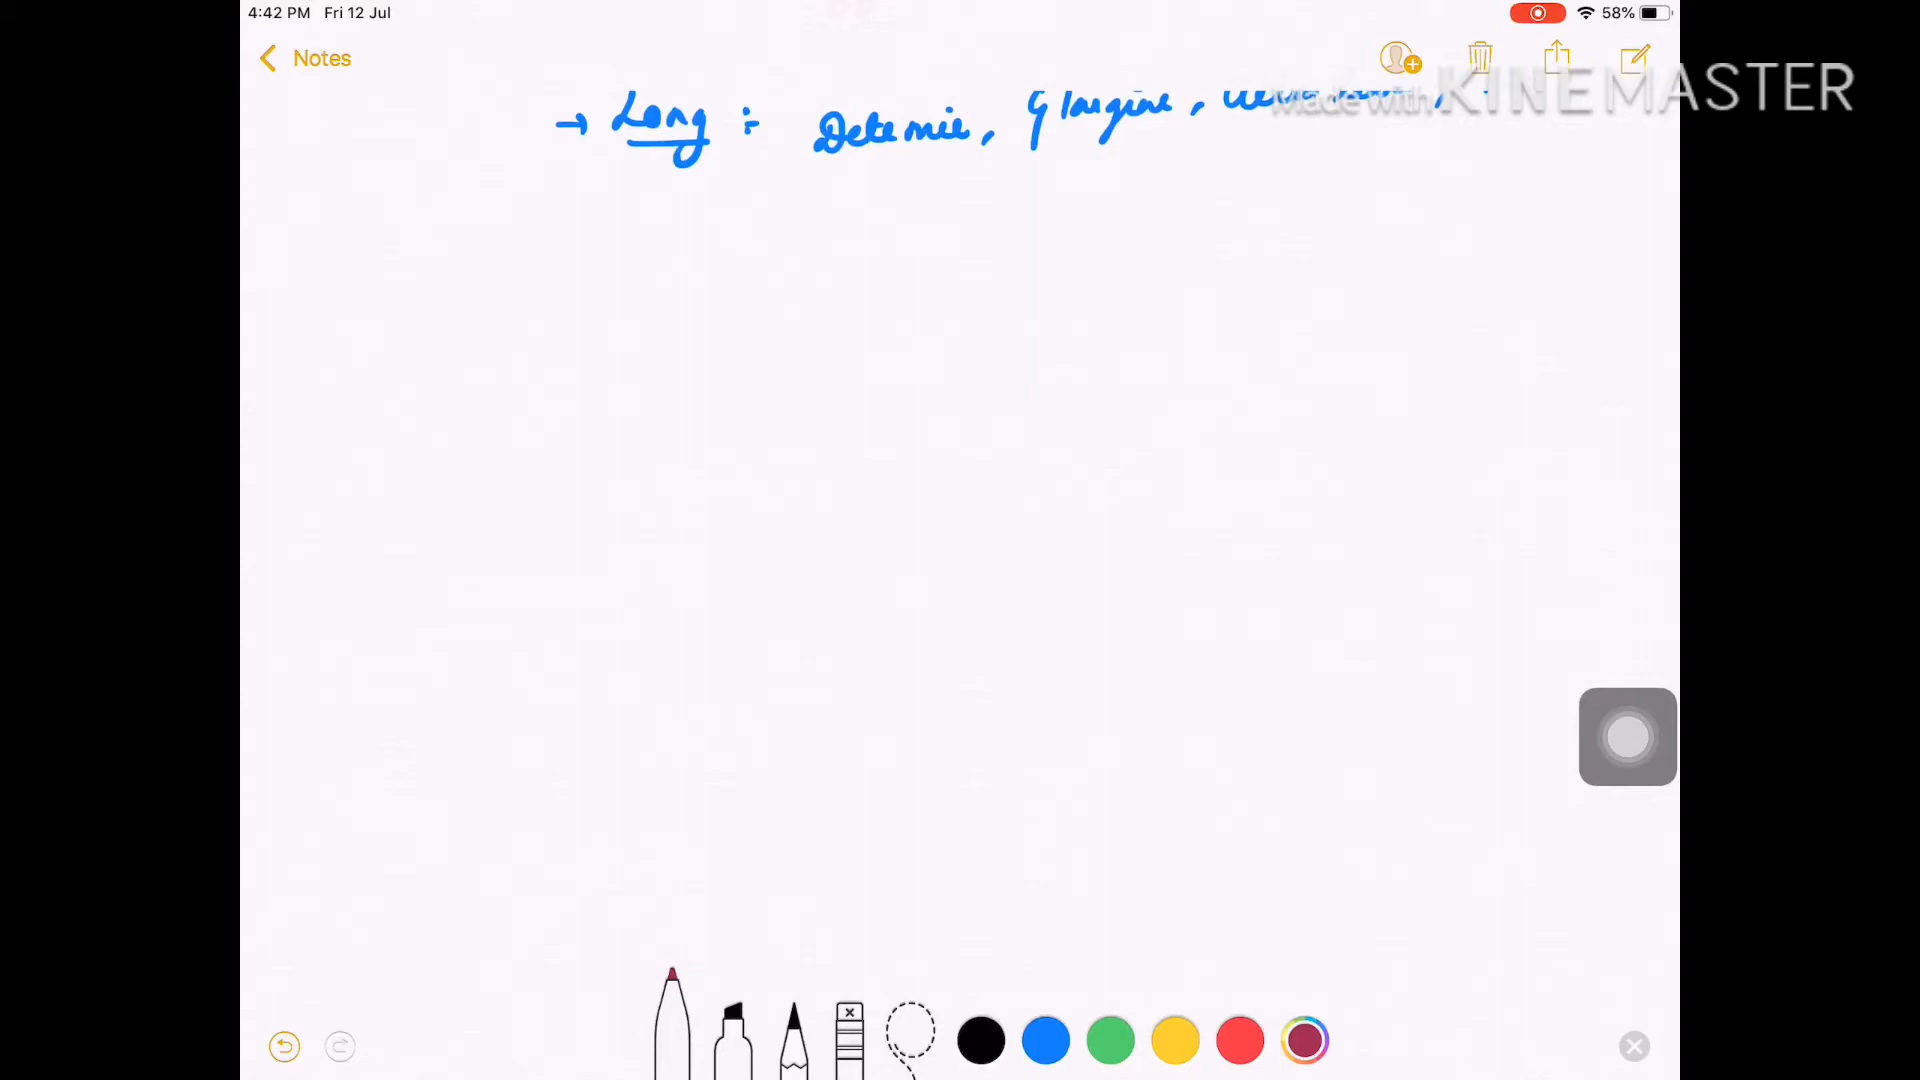 4:42 PM Fri 12 Jul
58%
Notes
Made with KINEMASTER
→ Long : Detemir, Glargine,